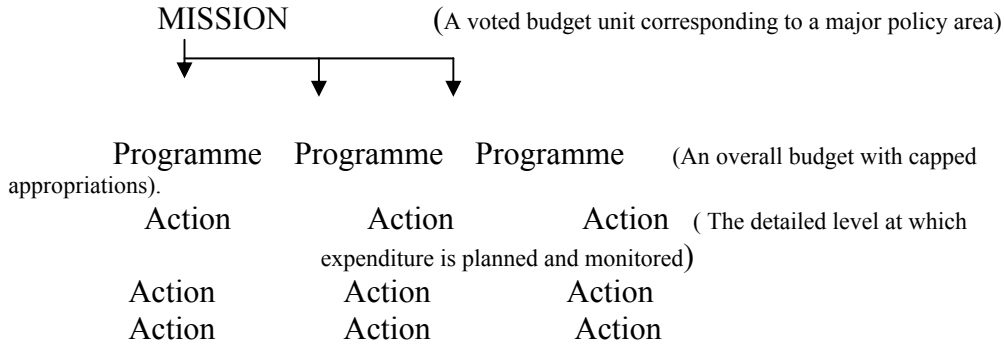 MISSION (A voted budget unit corresponding to a major policy area)
Programme Programme Programme (An overall budget with capped
appropriations).
Action Action Action ( The detailed level at which
expenditure is planned and monitored)
Action Action Action
Action Action Action